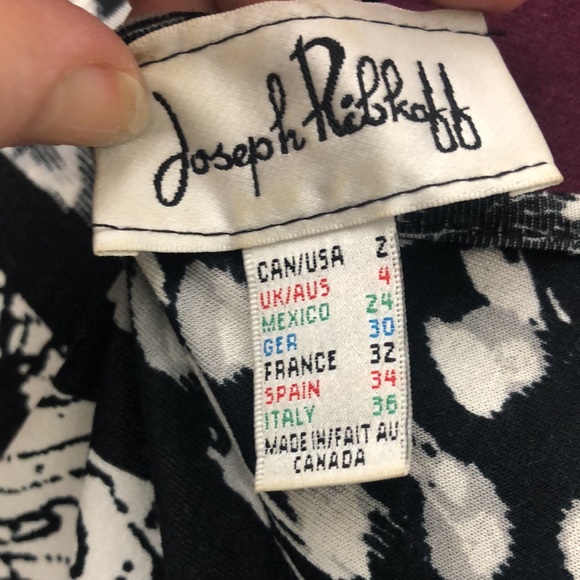 Joseph Ribkoff
CAN/USA 2
UK/AUS 4
MEXICO 24
GER 30
FRANCE 32
SPAIN 34
ITALY 36
MADE IN/FAIT AU
CANADA